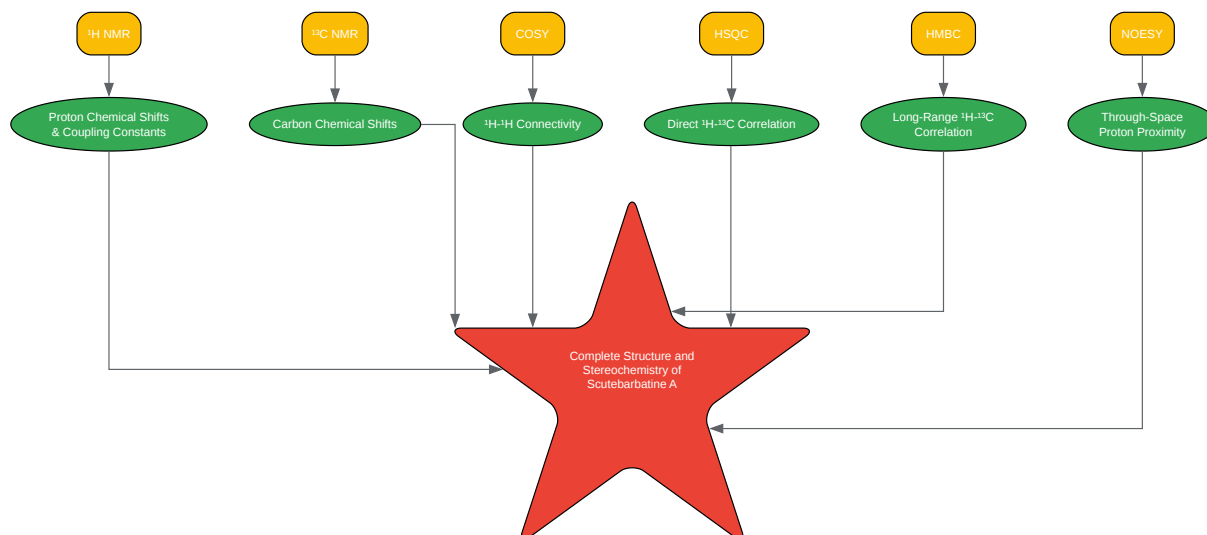 ¹H NMR
¹³C NMR
COSY
HSQC
HMBC
NOESY
Proton Chemical Shifts
& Coupling Constants
Carbon Chemical Shifts
¹H-¹H Connectivity
Direct ¹H-¹³C Correlation
Long-Range ¹H-¹³C
Correlation
Through-Space
Proton Proximity
Complete Structure and
Stereochemistry of
Scutebarbatine A